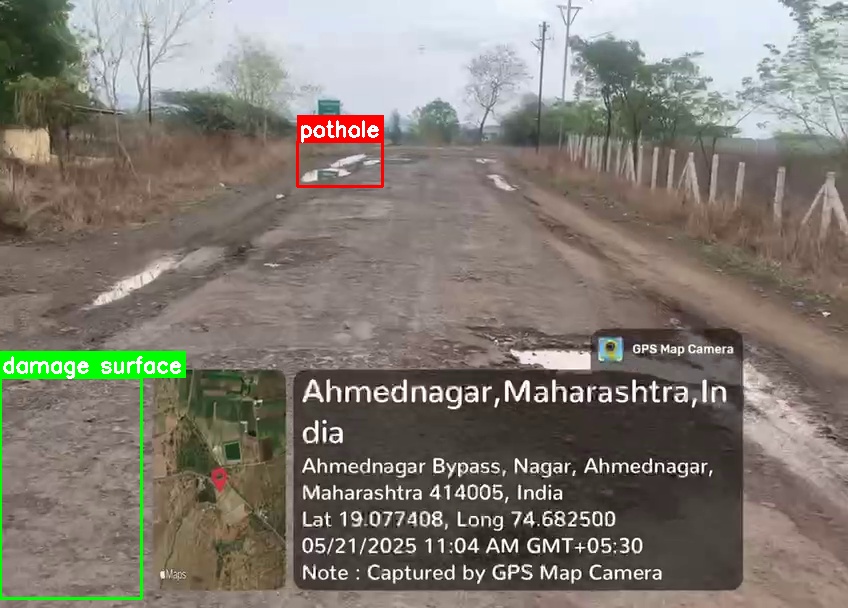 pothole
damage surface
GPS Map Camera
Ahmednagar,Maharashtra,In
dia
Ahmednagar Bypass, Nagar, Ahmednagar,
Maharashtra 414005, India
Lat 19.077408, Long 74.682500
05/21/2025 11:04 AM GMT+05:30
Note : Captured by GPS Map Camera
Maps